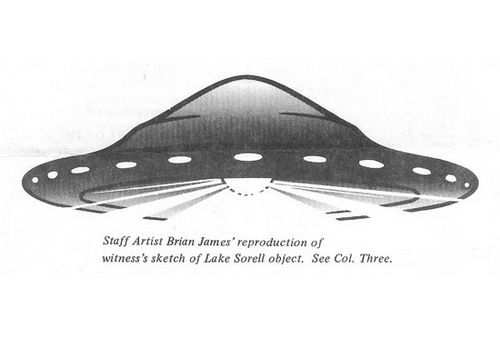 Staff Artist Brian James' reproduction of
witness's sketch of Lake Sorell object.  See Col. Three.